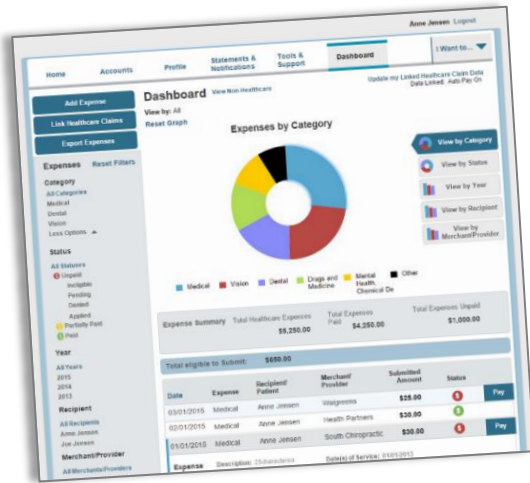 Anne Jensen Logout
Home Accounts Profile Statements & Notifications Tools & Support Dashboard I Want to...
Add Expense
Link Healthcare Claims
Export Expenses
Dashboard View Non-Healthcare
Update my Linked Healthcare Claim Data
Data Linked: Auto Pay On
View by: All
Reset Graph
Expenses by Category
View by Category
View by Status
View by Year
View by Recipient
View by Merchant/Provider
Medical Vision Dental Drugs and Medicine Mental Health, Chemical De Other
Expenses Reset Filters
Category
All Categories
Medical
Dental
Vision
Less Options
Status
All Statuses
Unpaid
Ineligible
Pending
Denied
Applied
Partially Paid
Paid
Year
All Years
2015
2014
2013
Recipient
All Recipients
Anne Jensen
Joe Jensen
Merchant/Provider
All Merchants/Providers
Expense Summary Total Healthcare Expenses $5,250.00 Total Expenses Paid $4,250.00 Total Expenses Unpaid $1,000.00
Total eligible to Submit: $650.00
Date Expense Recipient/Patient Merchant/Provider Submitted Amount Status
03/01/2015 Medical Anne Jensen Walgreens $25.00 Pay
02/01/2015 Medical Anne Jensen Health Partners $30.00
01/01/2015 Medical Anne Jensen South Chiropractic $30.00 Pay
Expense Description: Date(s) of Service: